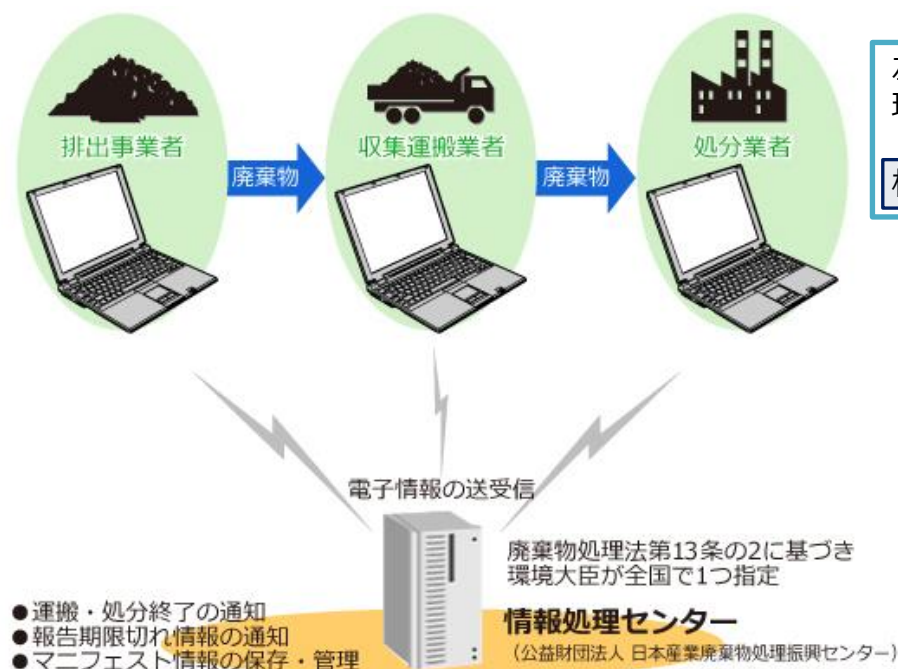 排出事業者
収集運搬業者
処分業者
廃棄物
廃棄物
電子情報の送受信
廃棄物処理法第13条の2に基づき
環境大臣が全国で1つ指定
情報処理センター
(公益財団法人 日本産業廃棄物処理振興センター)
●運搬・処分終了の通知
●報告期限切れ情報の通知
●マニフェスト情報の保存・管理